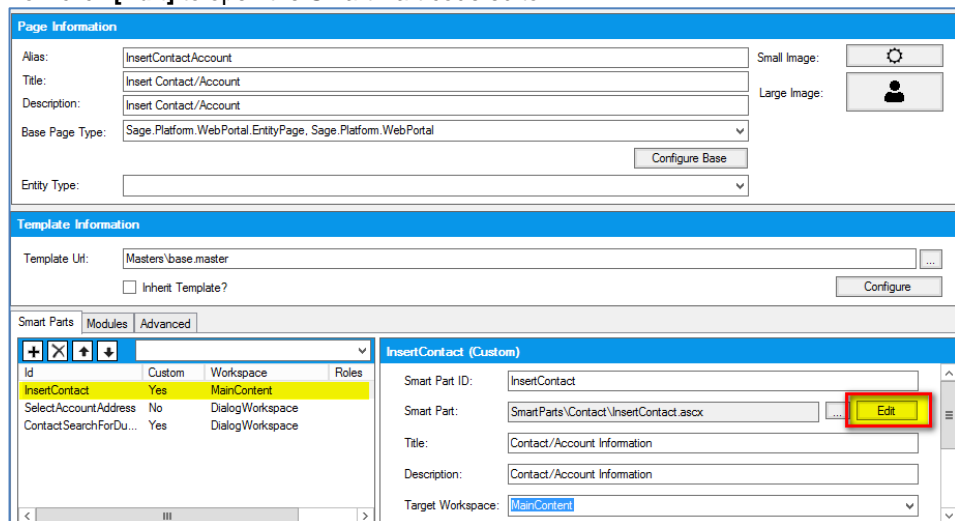 Page Information
Alias: InsertContactAccount Small Image:
Title: Insert Contact/Account
Large Image:
Description: Insert Contact/Account
Base Page Type: Sage.Platform.WebPortal.EntityPage, Sage.Platform.WebPortal
Configure Base
Entity Type:
Template Information
Template Url: Masters\base.master ...
Inherit Template? Configure
Smart Parts Modules Advanced
InsertContact (Custom)
Id Custom Workspace Roles
InsertContact Yes MainContent
SelectAccountAddress No DialogWorkspace
ContactSearchForDu... Yes DialogWorkspace
Smart Part ID: InsertContact
Smart Part: SmartParts\Contact\InsertContact.ascx ... Edit
Title: Contact/Account Information
Description: Contact/Account Information
Target Workspace: MainContent